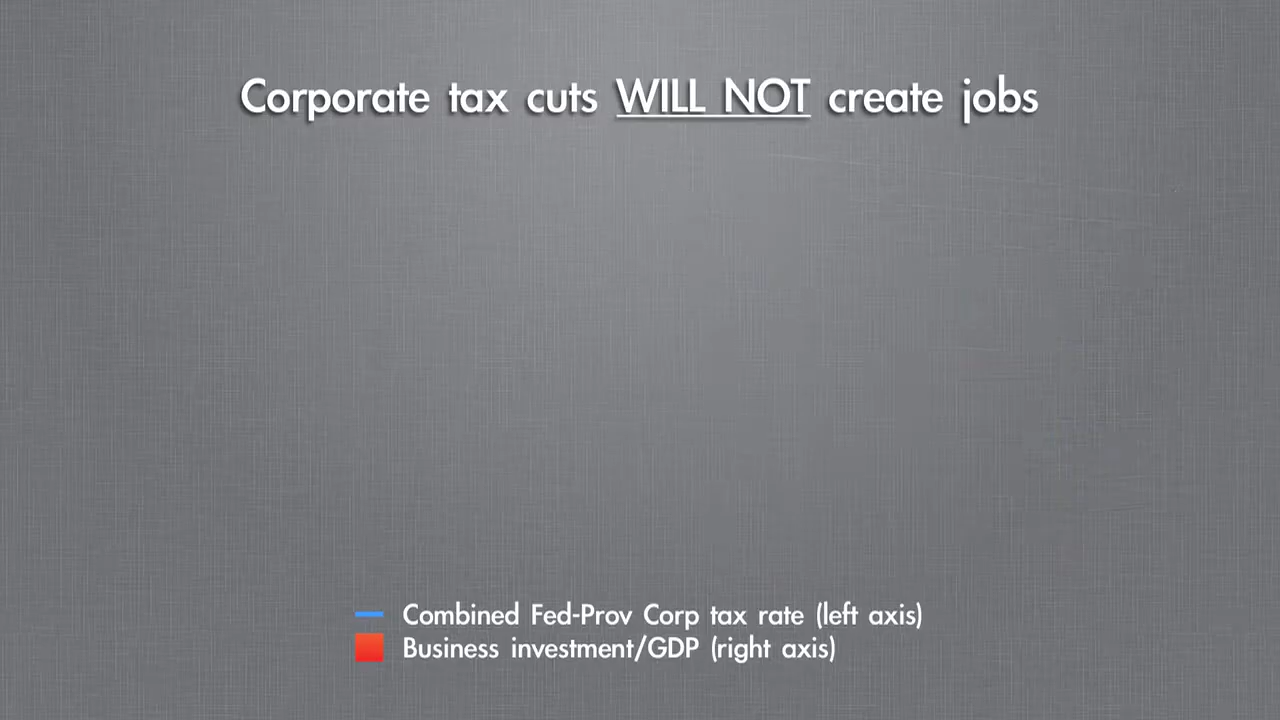 Corporate tax cuts WILL NOT create jobs
Combined Fed-Prov Corp tax rate (left axis)
Business investment/GDP (right axis)